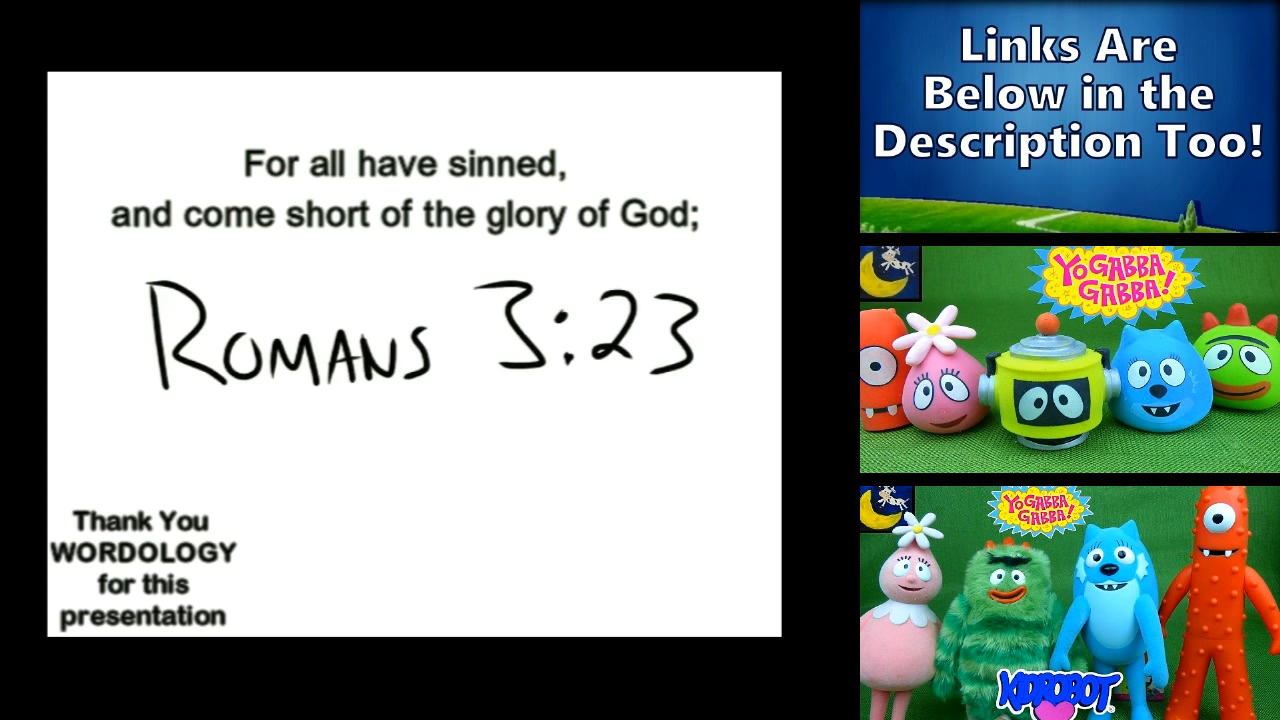 For all have sinned,
and come short of the glory of God;
ROMANS 3:23
Thank You
WORDOLOGY
for this
presentation
Links Are
Below in the
Description Too!
YO GABBA
GABBA!
YO GABBA
GABBA!
KIDROBOT